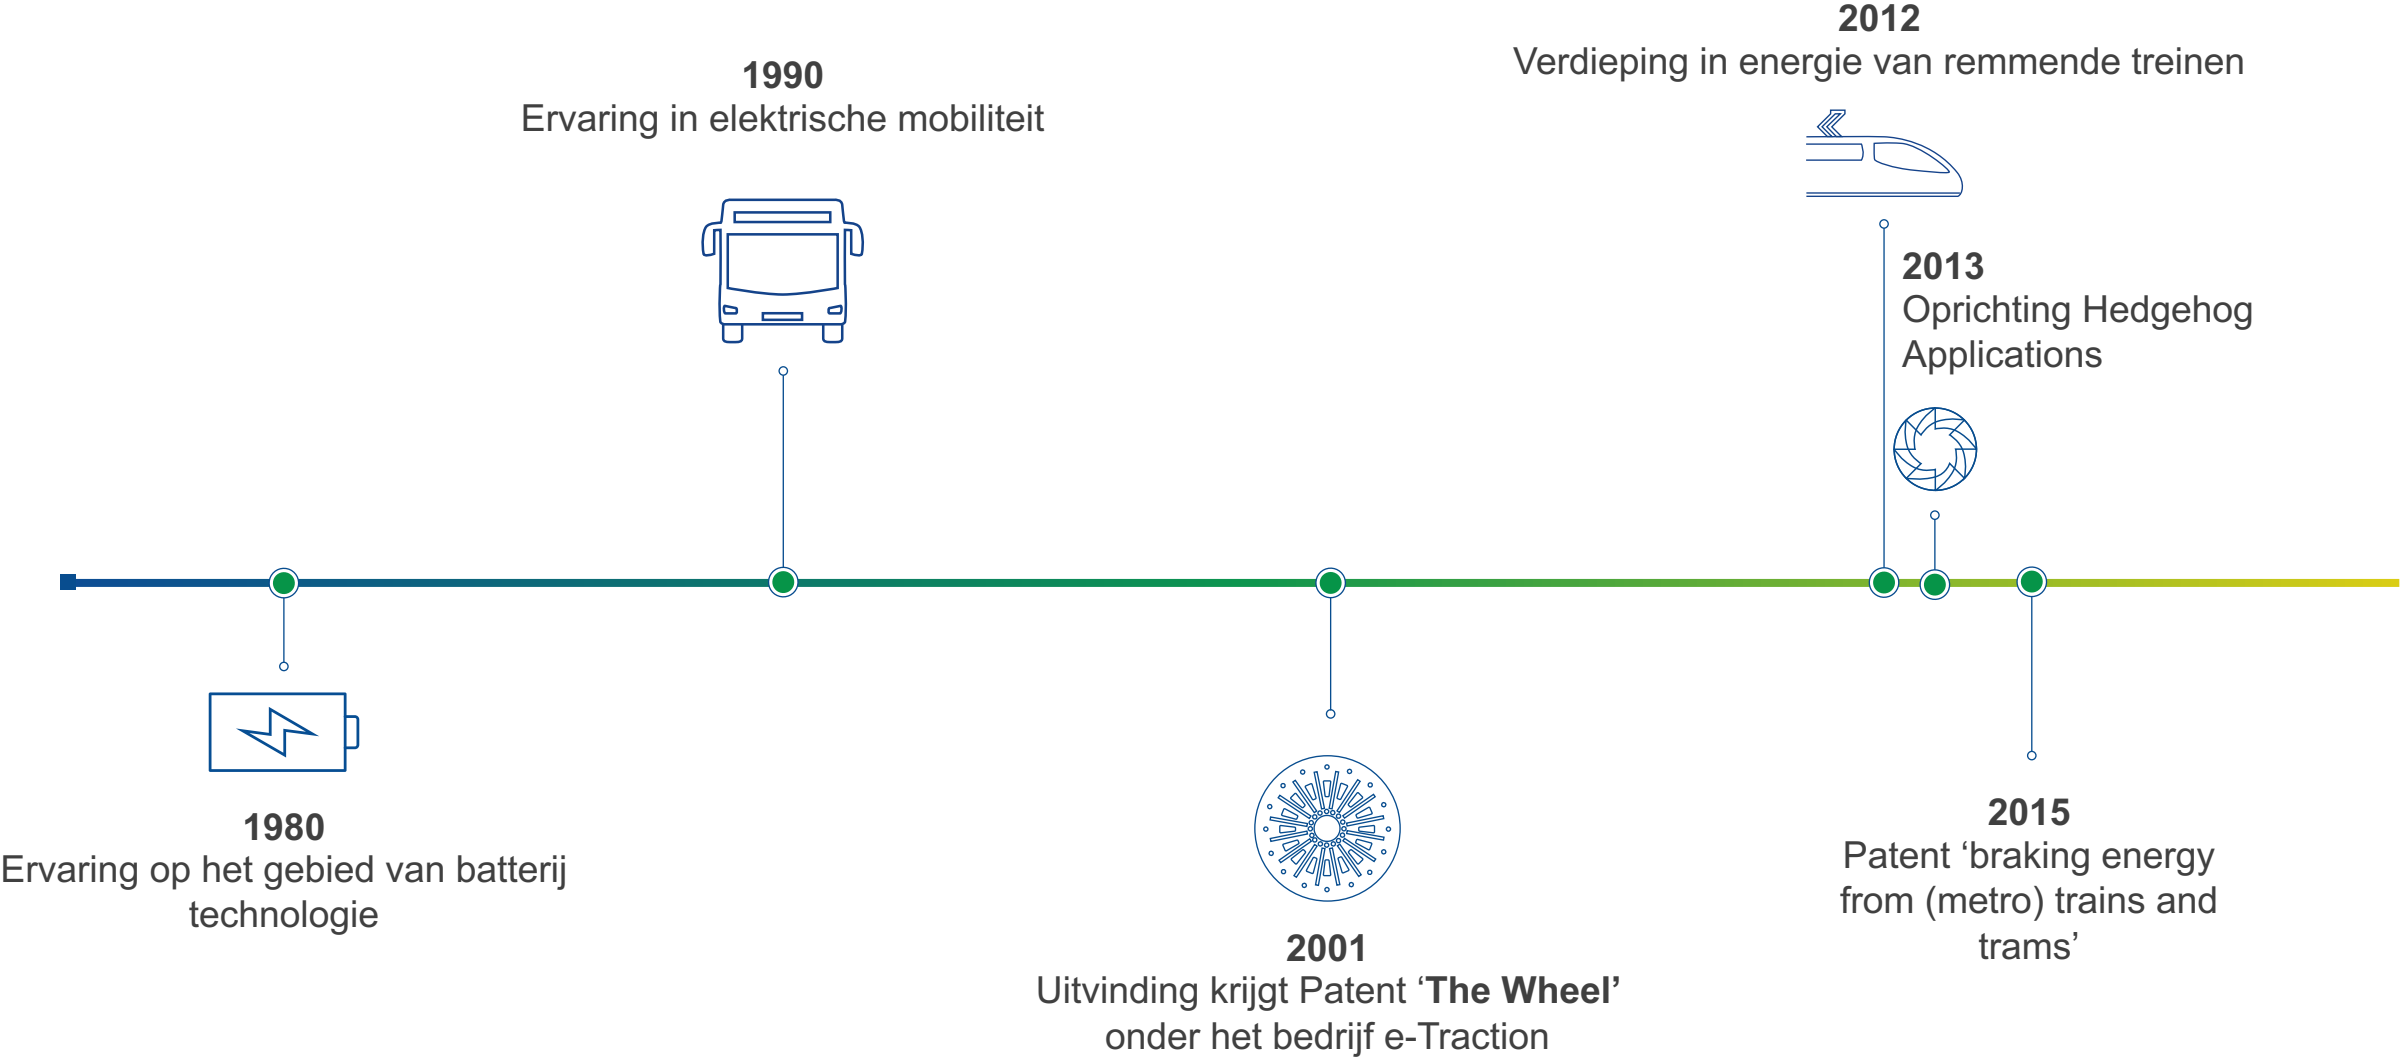 1980
Ervaring op het gebied van batterij
technologie
1990
Ervaring in elektrische mobiliteit
2001
Uitvinding krijgt Patent ‘The Wheel’
onder het bedrijf e-Traction
2012
Verdieping in energie van remmende treinen
2013
Oprichting Hedgehog
Applications
2015
Patent ‘braking energy
from (metro) trains and
trams’